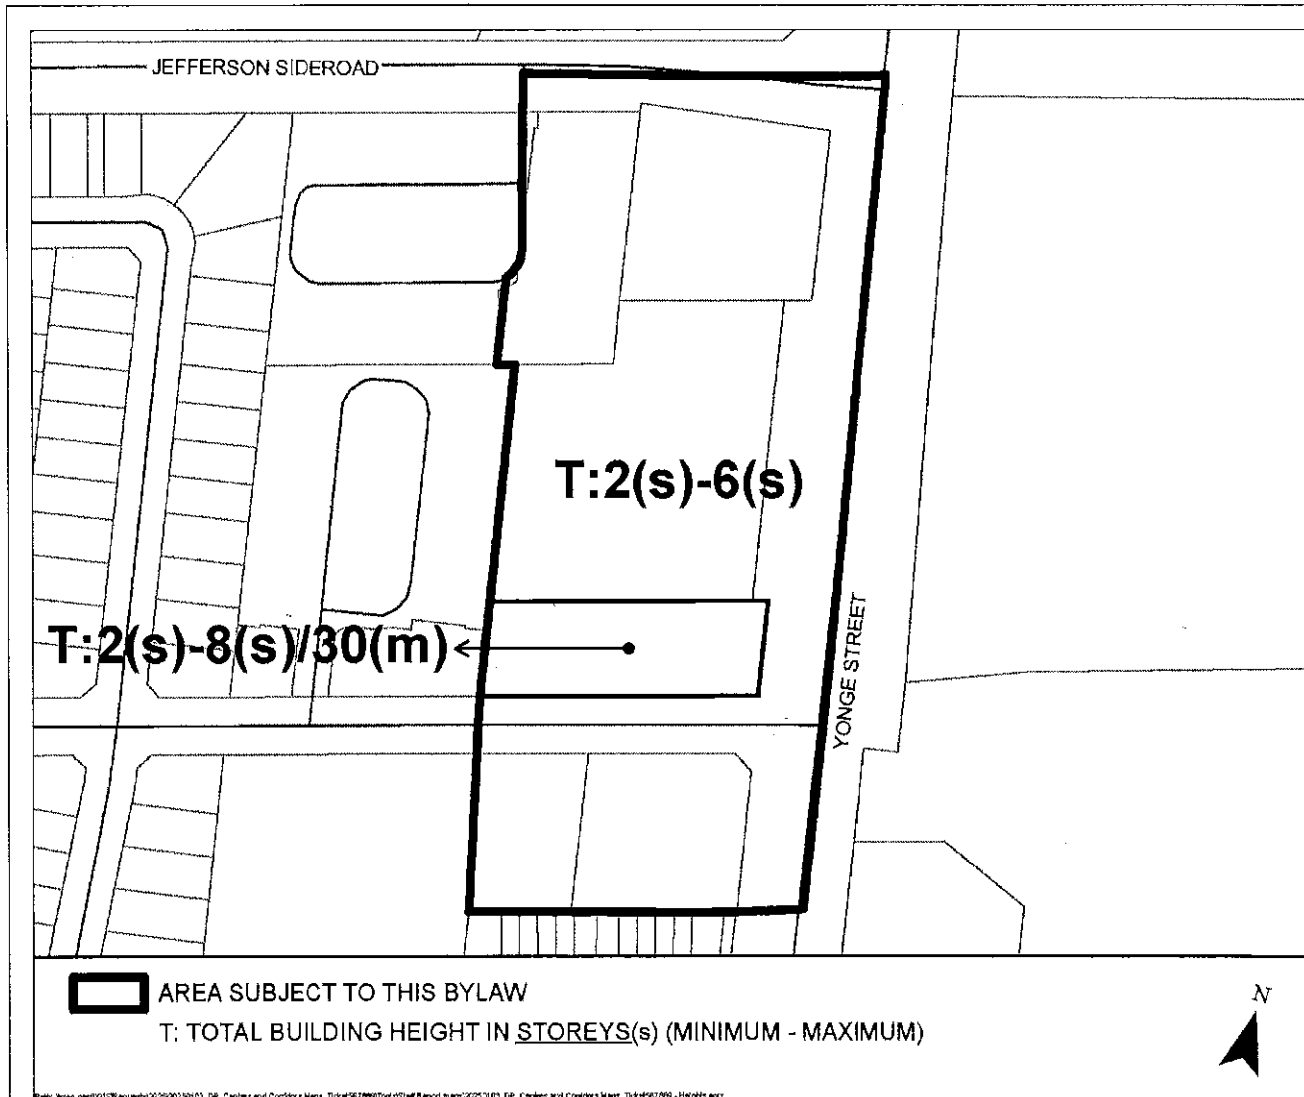 JEFFERSON SIDEROAD
T:2(s)-6(s)
T:2(s)-8(s)/30(m)
YONGE STREET
AREA SUBJECT TO THIS BYLAW
T: TOTAL BUILDING HEIGHT IN STOREYS(s) (MINIMUM - MAXIMUM)
N